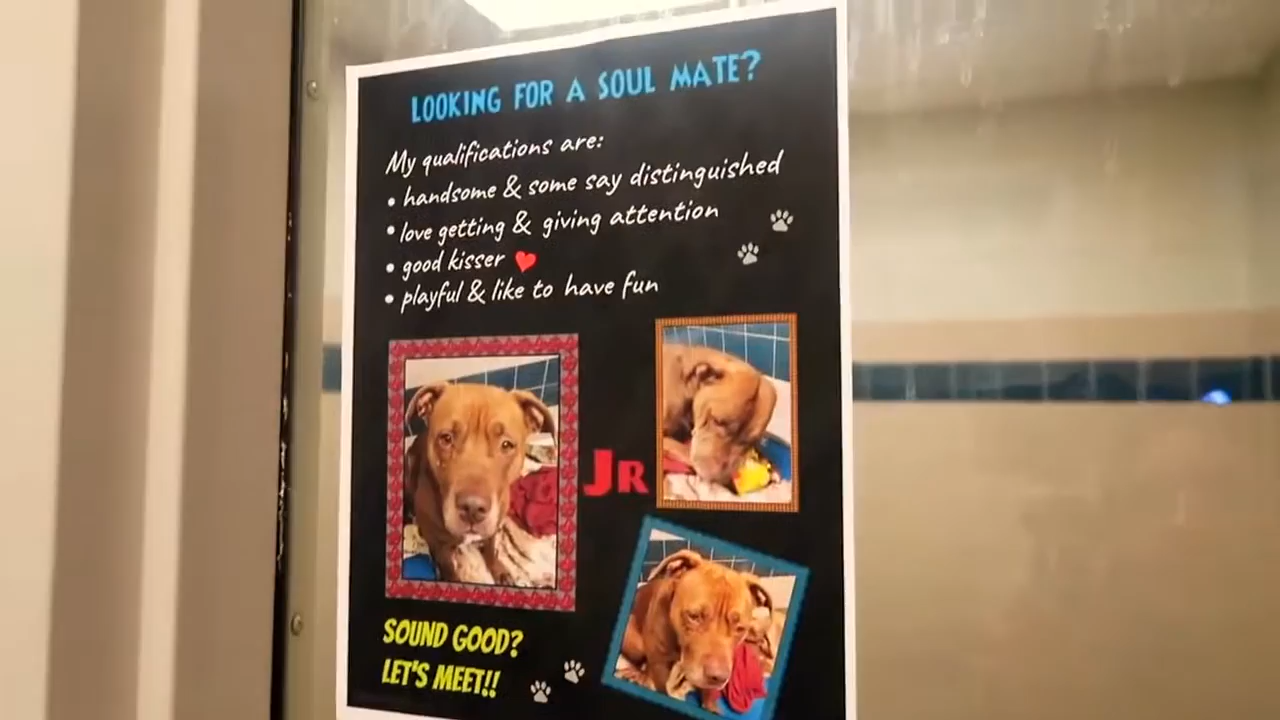 LOOKING FOR A SOUL MATE?
My qualifications are:
• handsome & some say distinguished
• love getting & giving attention
• good kisser ❤
• playful & like to have fun
JR
SOUND GOOD?
LET'S MEET!!